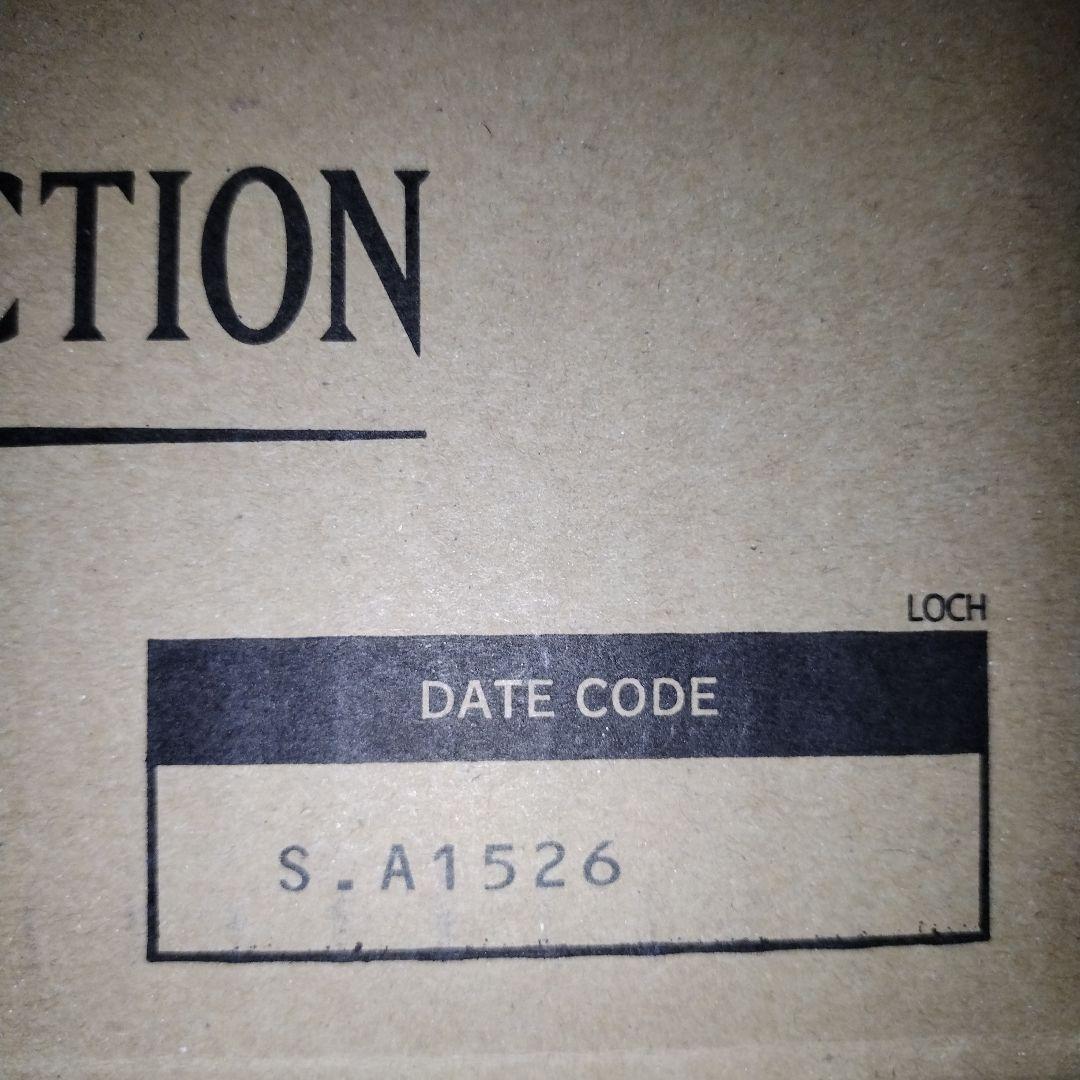 CTION
LOCH
DATE CODE
S.A1526